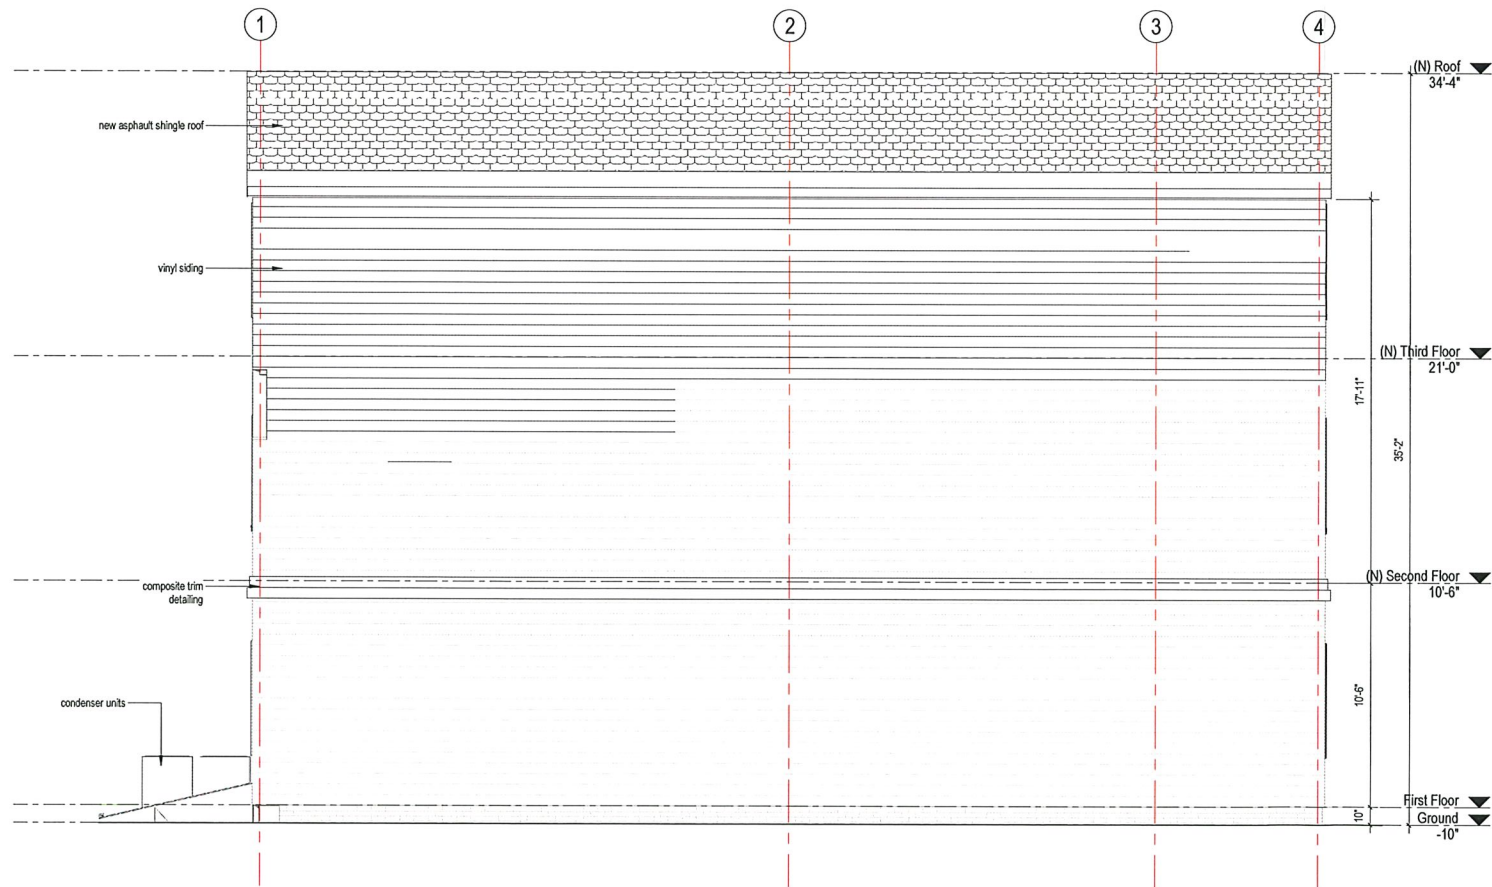 1
2
3
4
(N) Roof
34'-4"
new asphault shingle roof
vinyl siding
(N) Third Floor
21'-0"
17'-11"
35'-2"
(N) Second Floor
10'-6"
composite trim
detailing
10'-6"
condenser units
First Floor
10"
Ground
-10"